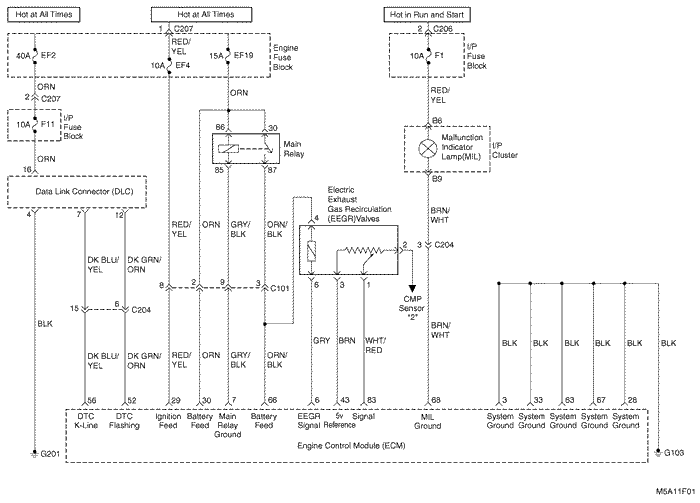 Hot at All Times
Hot at All Times
Hot in Run and Start
1 C207
2 C206
RED/
YEL
40A EF2
10A EF4
15A EF19
Engine
Fuse
Block
10A F1
I/P
Fuse
Block
ORN
2 C207
ORN
RED/
YEL
10A F11
I/P
Fuse
Block
86 30
B6
Main
Relay
Malfunction
Indicator
Lamp(MIL)
I/P
Cluster
ORN
16
85 87
B9
Data Link Connector (DLC)
Electric
Exhaust
Gas Recirculation
(EEGR)Valves
4 7 12
4
BRN/
WHT
RED/
YEL
ORN
GRY/
BLK
ORN/
BLK
2
3 C204
DK BLU/
YEL
DK GRN/
ORN
8 2 9 3 C101
6 3 1
CMP
Sensor
"2"
15 6 C204
BLK
GRY BRN WHT/
RED
BRN/
WHT
BLK BLK BLK BLK BLK BLK
DK BLU/
YEL
DK GRN/
ORN
RED/
YEL
ORN
GRY/
BLK
ORN/
BLK
56 52 29 30 7 66 6 43 83 68 3 33 63 67 28
DTC
K-Line
DTC
Flashing
Ignition
Feed
Battery
Feed
Main
Relay
Ground
Battery
Feed
EEGR
Signal
5v
Reference
Signal
MIL
Ground
System
Ground
System
Ground
System
Ground
System
Ground
System
Ground
Engine Control Module (ECM)
G201
G103
M5A11F01